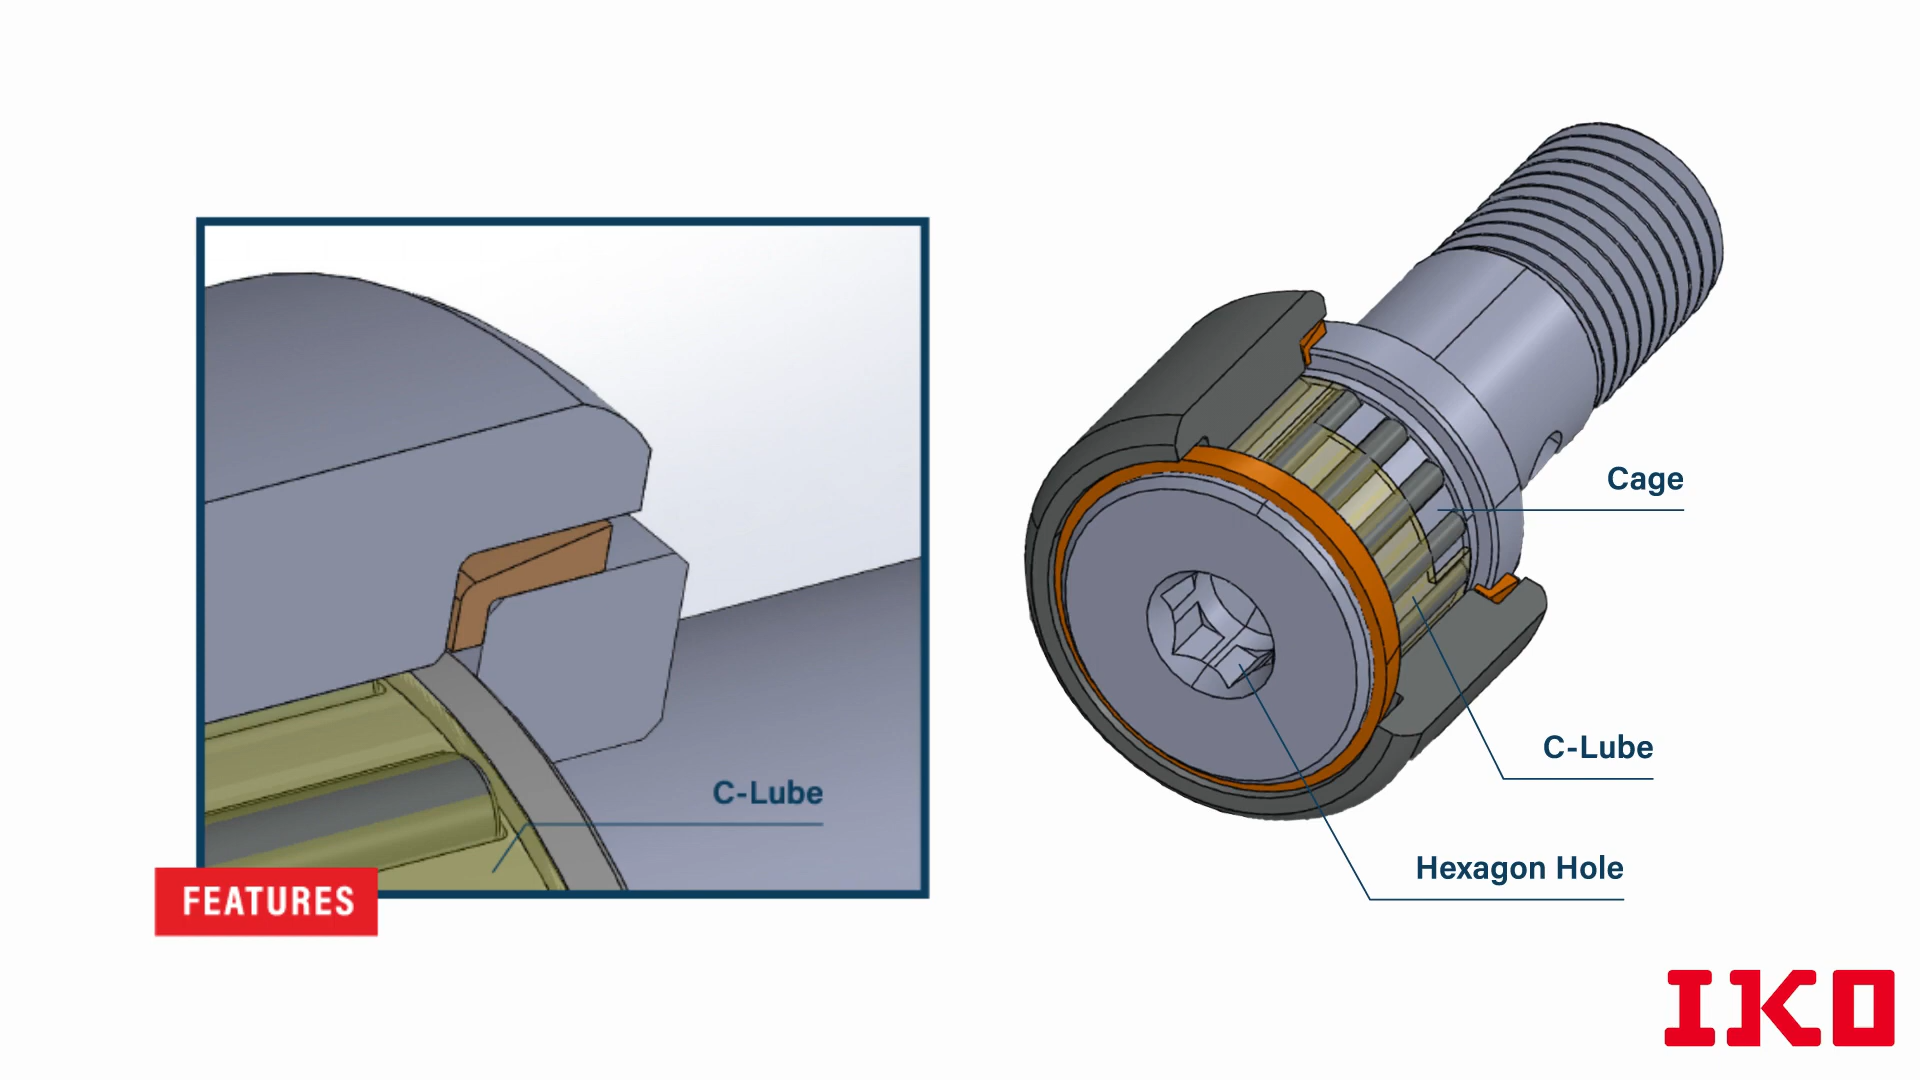 C-Lube
FEATURES
Cage
C-Lube
Hexagon Hole
IKO